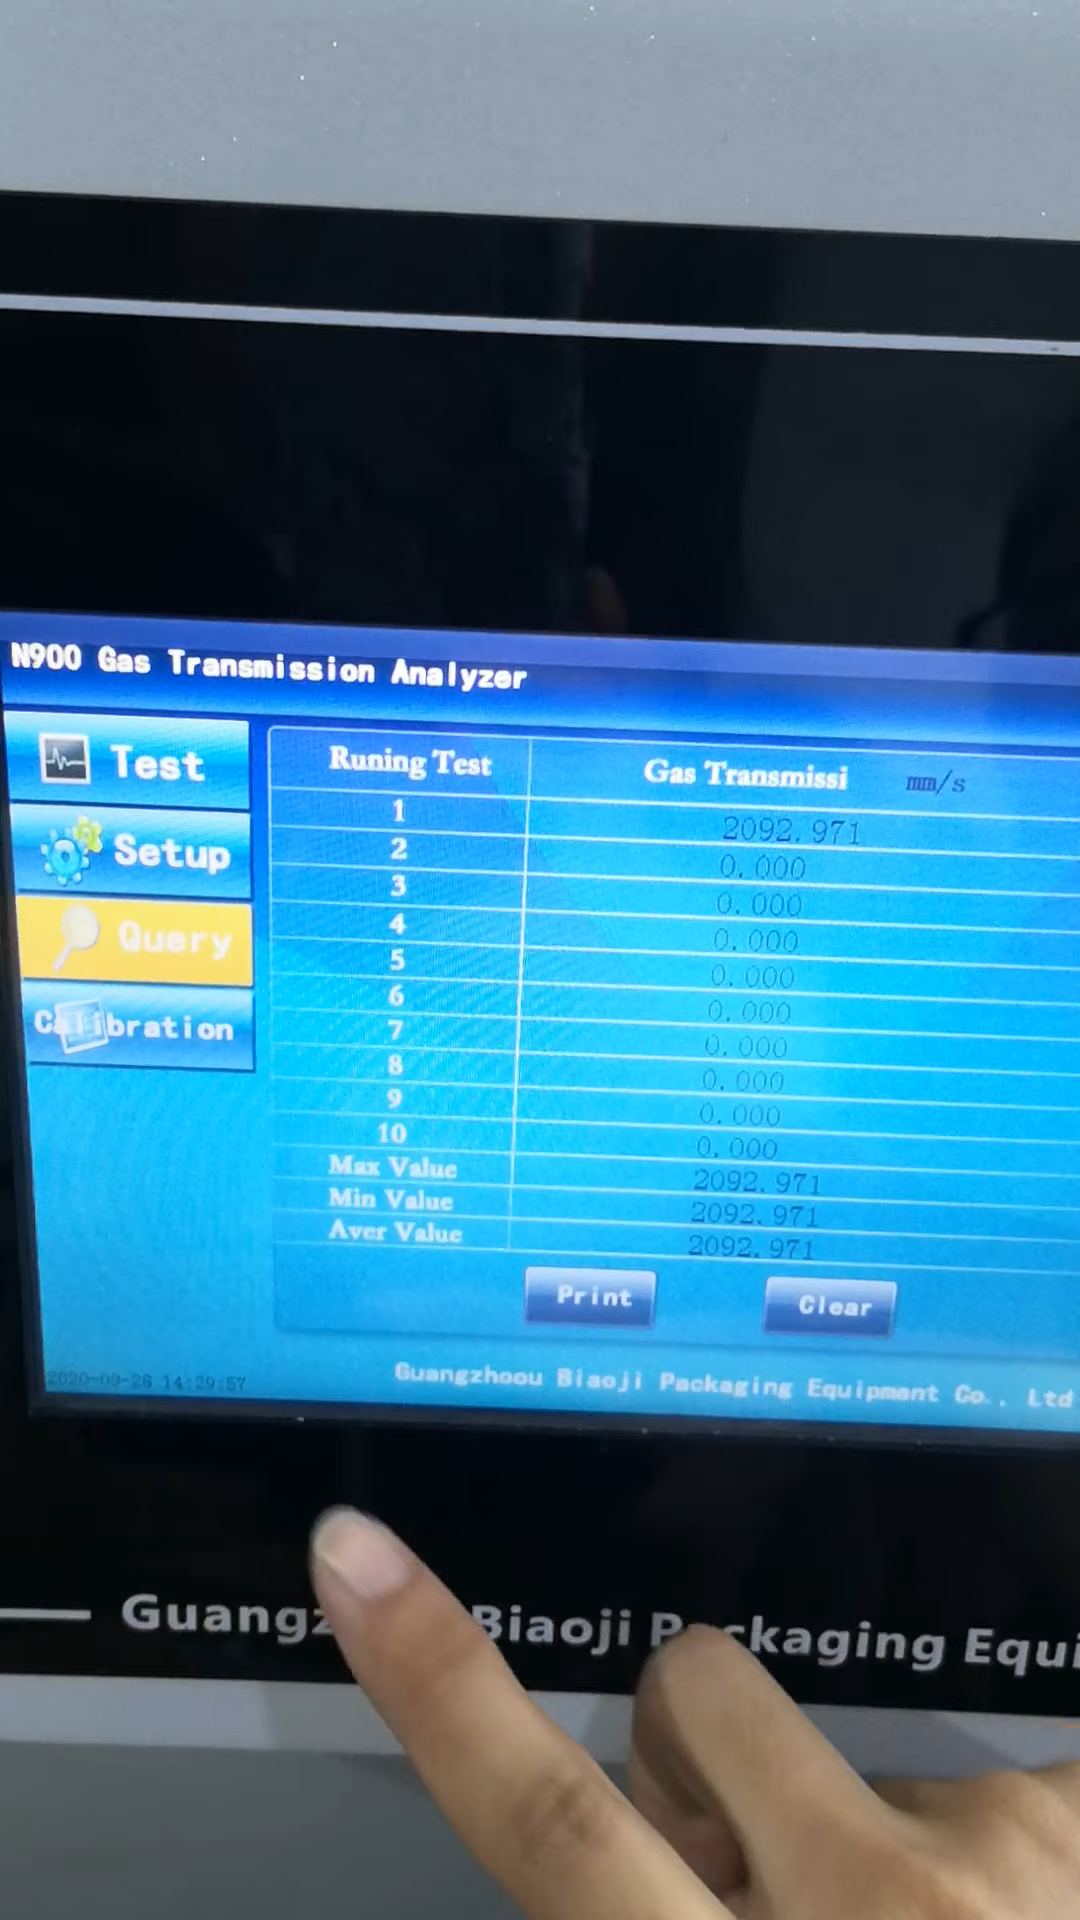 N900 Gas Transmission Analyzer
Test
Setup
Query
Calibration
Runing Test Gas Transmissi mm/s
1 2092.971
2 0.000
3 0.000
4 0.000
5 0.000
6 0.000
7 0.000
8 0.000
9 0.000
10 0.000
Max Value 2092.971
Min Value 2092.971
Aver Value 2092.971
Print Clear
2020-09-28 14:29:57
Guangzhoou Biaoji Packaging Equipment Co., Ltd
Biaoji Packaging Equi